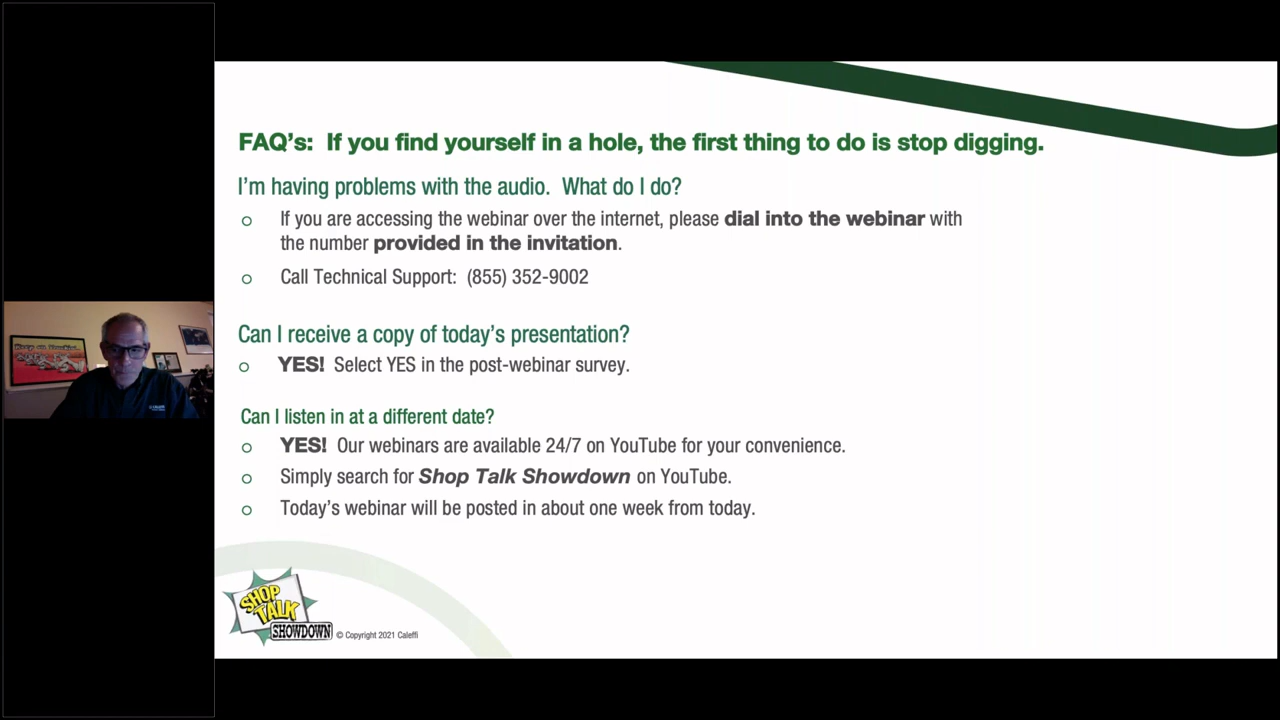 FAQ's: If you find yourself in a hole, the first thing to do is stop digging.
I'm having problems with the audio. What do I do?
If you are accessing the webinar over the internet, please dial into the webinar with
the number provided in the invitation.
Call Technical Support: (855) 352-9002
Can I receive a copy of today's presentation?
YES! Select YES in the post-webinar survey.
Can I listen in at a different date?
YES! Our webinars are available 24/7 on YouTube for your convenience.
Simply search for Shop Talk Showdown on YouTube.
Today's webinar will be posted in about one week from today.
SHOP
TALK
SHOWDOWN
© Copyright 2021 Caleffi